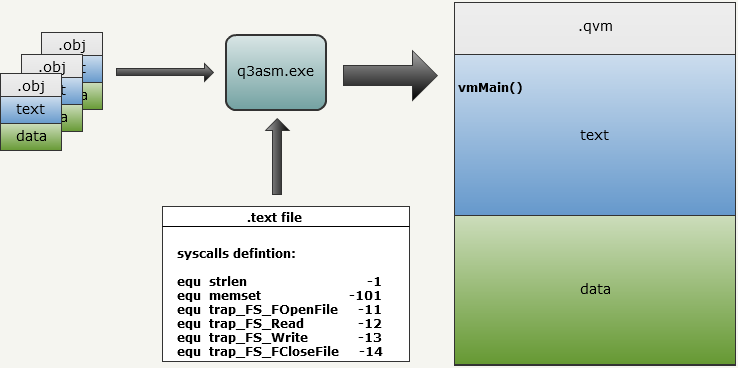 .obj
.obj
t
.obj
t
a
text
a
data
q3asm.exe
.qvm
vmMain()
text
data
.text file
syscalls defintion:
equ strlen -1
equ memset -101
equ trap_FS_FOpenFile -11
equ trap_FS_Read -12
equ trap_FS_Write -13
equ trap_FS_FCloseFile -14